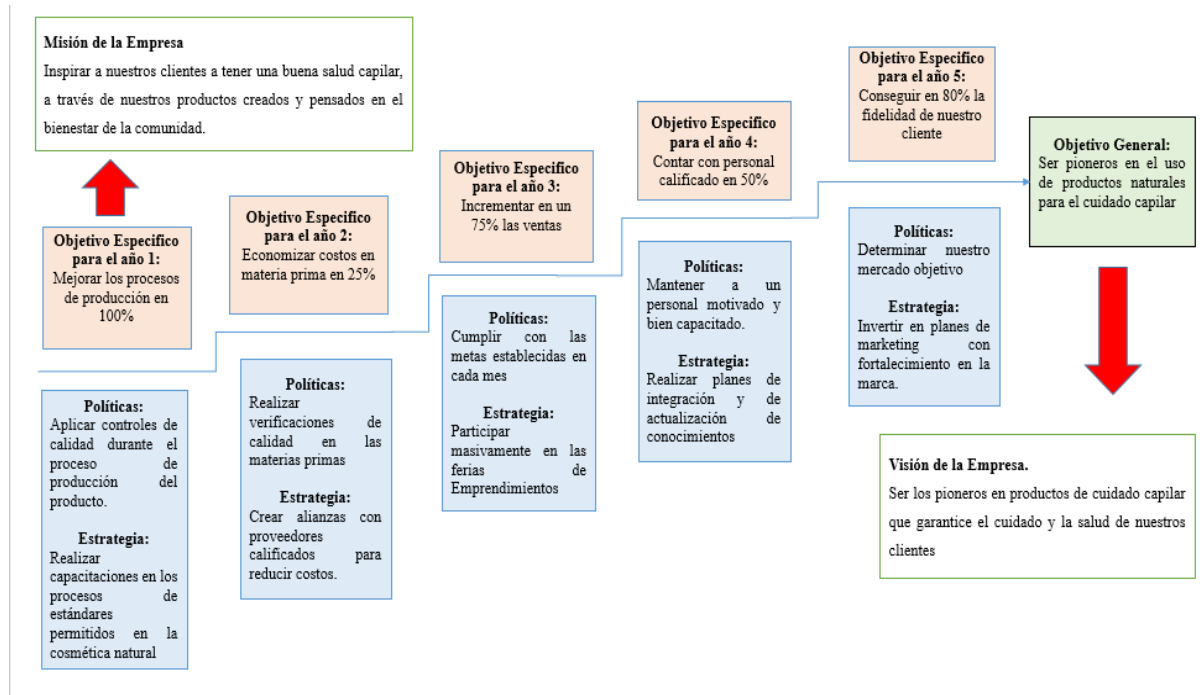 Misión de la Empresa
Inspirar a nuestros clientes a tener una buena salud capilar,
a través de nuestros productos creados y pensados en el
bienestar de la comunidad.
Objetivo Especifico
para el año 1:
Mejorar los procesos
de producción en
100%
Políticas:
Aplicar controles de
calidad durante el
proceso de
producción del
producto.
Estrategia:
Realizar
capacitaciones en los
procesos de
estándares
permitidos en la
cosmética natural
Objetivo Especifico
para el año 2:
Economizar costos en
materia prima en 25%
Políticas:
Realizar
verificaciones de
calidad en las
materias primas
Estrategia:
Crear alianzas con
proveedores
calificados para
reducir costos.
Objetivo Especifico
para el año 3:
Incrementar en un
75% las ventas
Políticas:
Cumplir con las
metas establecidas en
cada mes
Estrategia:
Participar
masivamente en las
ferias de
Emprendimientos
Objetivo Especifico
para el año 4:
Contar con personal
calificado en 50%
Políticas:
Mantener a un
personal motivado y
bien capacitado.
Estrategia:
Realizar planes de
integración y de
actualización de
conocimientos
Objetivo Especifico
para el año 5:
Conseguir en 80% la
fidelidad de nuestro
cliente
Políticas:
Determinar nuestro
mercado objetivo
Estrategia:
Invertir en planes de
marketing con
fortalecimiento en la
marca.
Objetivo General:
Ser pioneros en el uso
de productos naturales
para el cuidado capilar
Visión de la Empresa.
Ser los pioneros en productos de cuidado capilar
que garantice el cuidado y la salud de nuestros
clientes